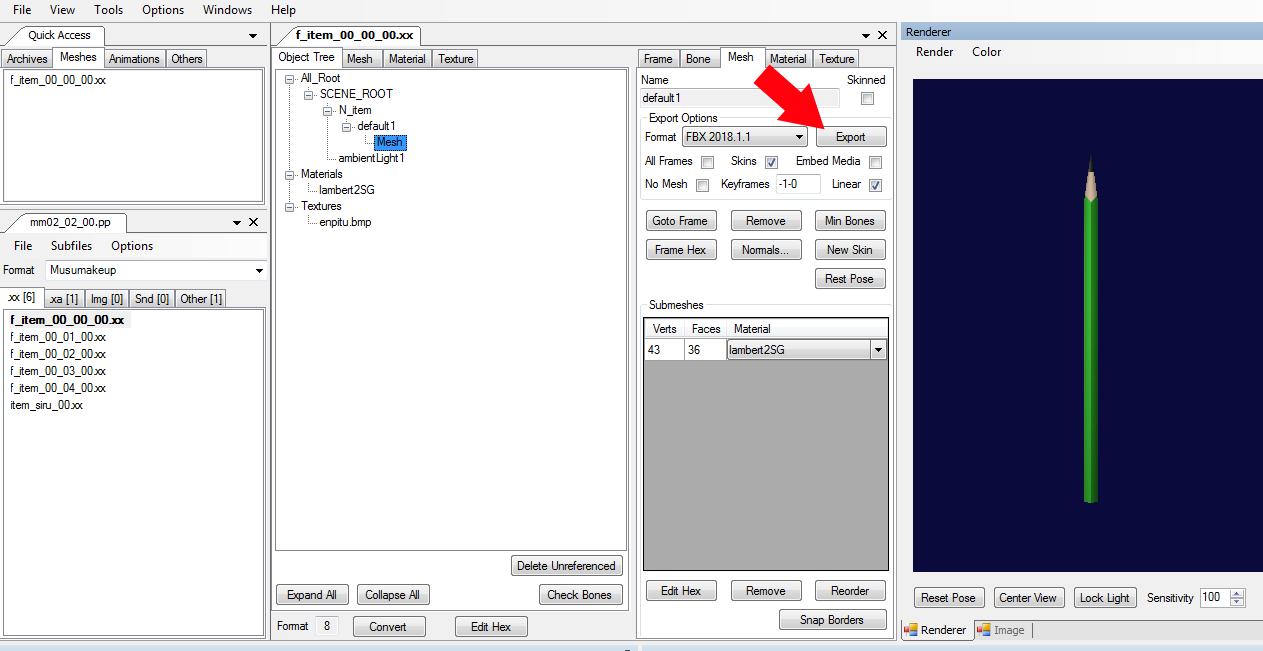 File View Tools Options Windows Help
Quick Access
Archives Meshes Animations Others
f_item_00_00_00.xx
mm02_02_00.pp
File Subfiles Options
Format Musumakeup
.xx [6] .xa [1] Img [0] Snd [0] Other [1]
f_item_00_00_00.xx
f_item_00_01_00.xx
f_item_00_02_00.xx
f_item_00_03_00.xx
f_item_00_04_00.xx
item_siru_00.xx
f_item_00_00_00.xx
Object Tree Mesh Material Texture
All_Root
SCENE_ROOT
N_item
default1
Mesh
ambientLight1
Materials
lambert2SG
Textures
enpitu.bmp
Delete Unreferenced
Expand All Collapse All Check Bones
Format 8 Convert Edit Hex
Frame Bone Mesh Material Texture
Name Skinned
default1
Export Options
Format FBX 2018.1.1 Export
All Frames Skins Embed Media
No Mesh Keyframes -1-0 Linear
Goto Frame Remove Min Bones
Frame Hex Normals... New Skin
Rest Pose
Submeshes
Verts Faces Material
43 36 lambert2SG
Edit Hex Remove Reorder
Snap Borders
Renderer
Render Color
Reset Pose Center View Lock Light Sensitivity 100
Renderer Image